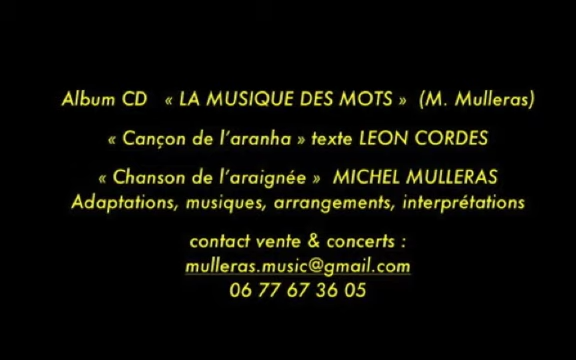 Album CD « LA MUSIQUE DES MOTS » (M. Mulleras)
« Cançon de l'aranha » texte LEON CORDES
« Chanson de l'araignée » MICHEL MULLERAS
Adaptations, musiques, arrangements, interprétations
contact vente & concerts :
mulleras.music@gmail.com
06 77 67 36 05